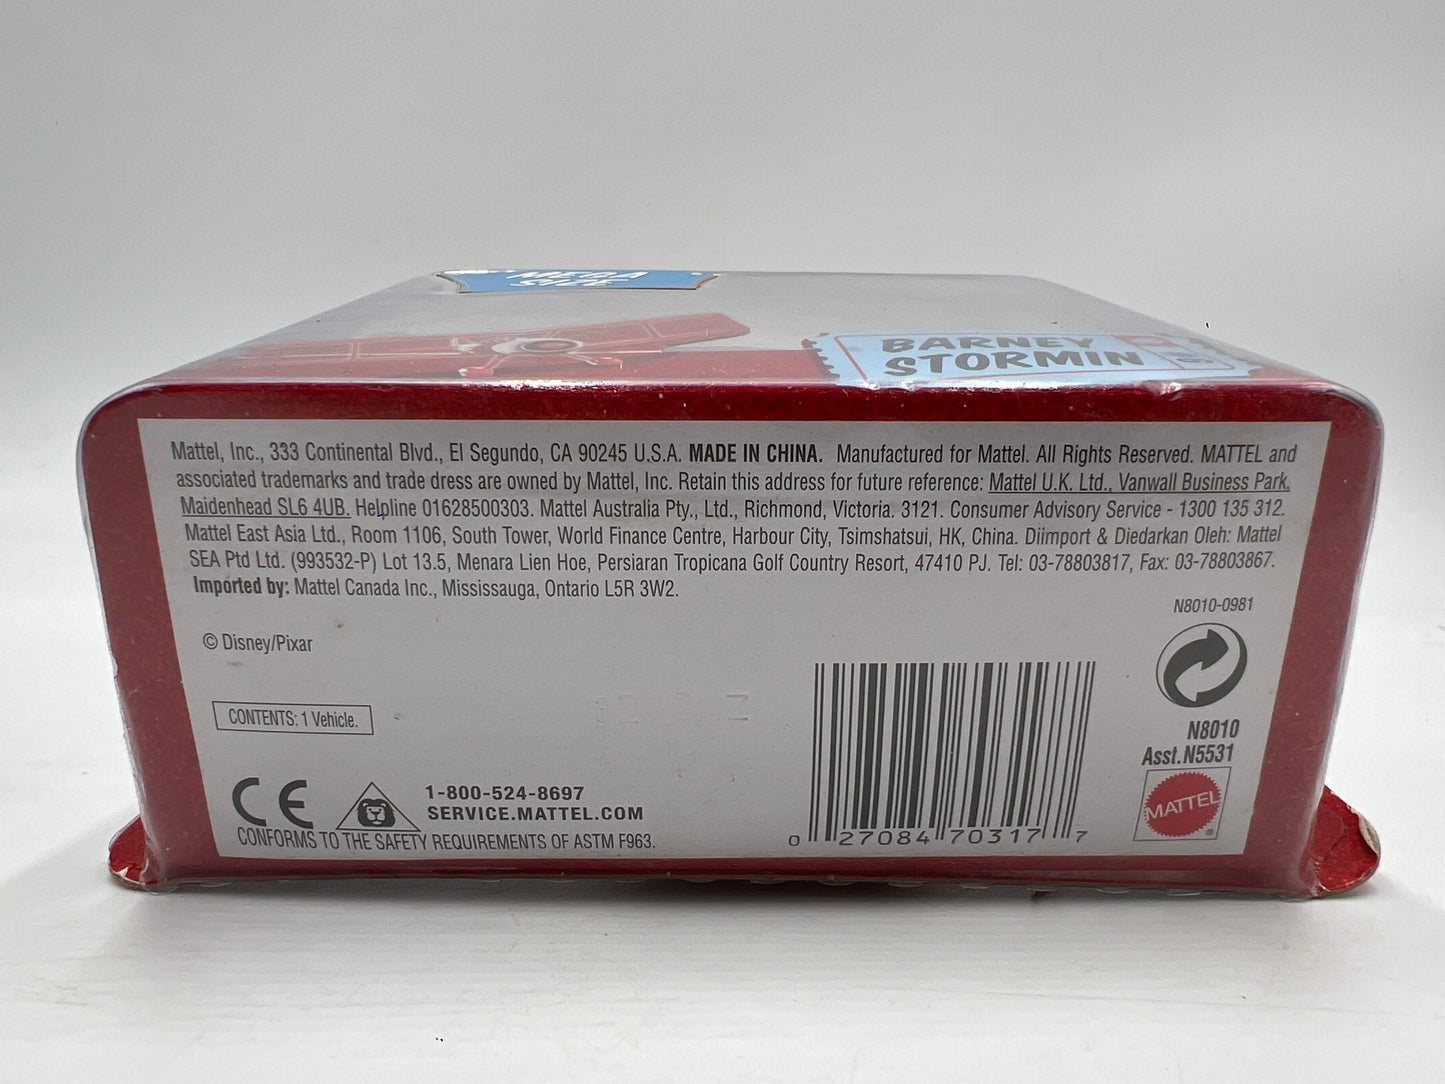 MEGA
SIZE
BARNEY
STORMIN
Mattel, Inc., 333 Continental Blvd., El Segundo, CA 90245 U.S.A. MADE IN CHINA. Manufactured for Mattel. All Rights Reserved. MATTEL and
associated trademarks and trade dress are owned by Mattel, Inc. Retain this address for future reference: Mattel U.K. Ltd., Vanwall Business Park,
Maidenhead SL6 4UB. Helpline 01628500303. Mattel Australia Pty., Ltd., Richmond, Victoria. 3121. Consumer Advisory Service - 1300 135 312.
Mattel East Asia Ltd., Room 1106, South Tower, World Finance Centre, Harbour City, Tsimshatsui, HK, China. Diimport & Diedarkan Oleh: Mattel
SEA Ptd Ltd. (993532-P) Lot 13.5, Menara Lien Hoe, Persiaran Tropicana Golf Country Resort, 47410 PJ. Tel: 03-78803817, Fax: 03-78803867.
Imported by: Mattel Canada Inc., Mississauga, Ontario L5R 3W2.
N8010-0981
© Disney/Pixar
CONTENTS: 1 Vehicle.
N8010
Asst.N5531
CE
1-800-524-8697
SERVICE.MATTEL.COM
CONFORMS TO THE SAFETY REQUIREMENTS OF ASTM F963.
0 27084 70317 7
MATTEL®